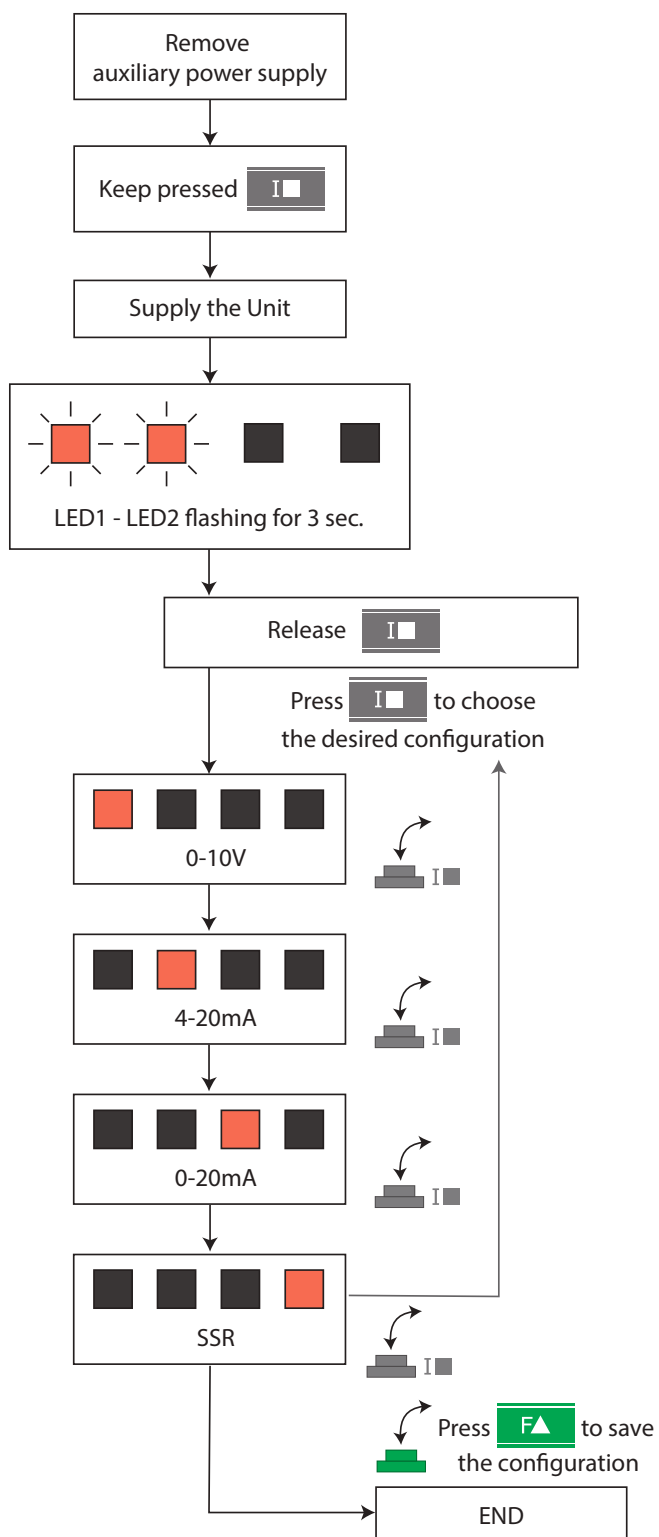 Remove
auxiliary power supply
Keep pressed I■
Supply the Unit
LED1 - LED2 flashing for 3 sec.
Release I■
Press I■ to choose
the desired configuration
0-10V
I■
4-20mA
I■
0-20mA
I■
SSR
I■
Press F▲ to save
the configuration
END